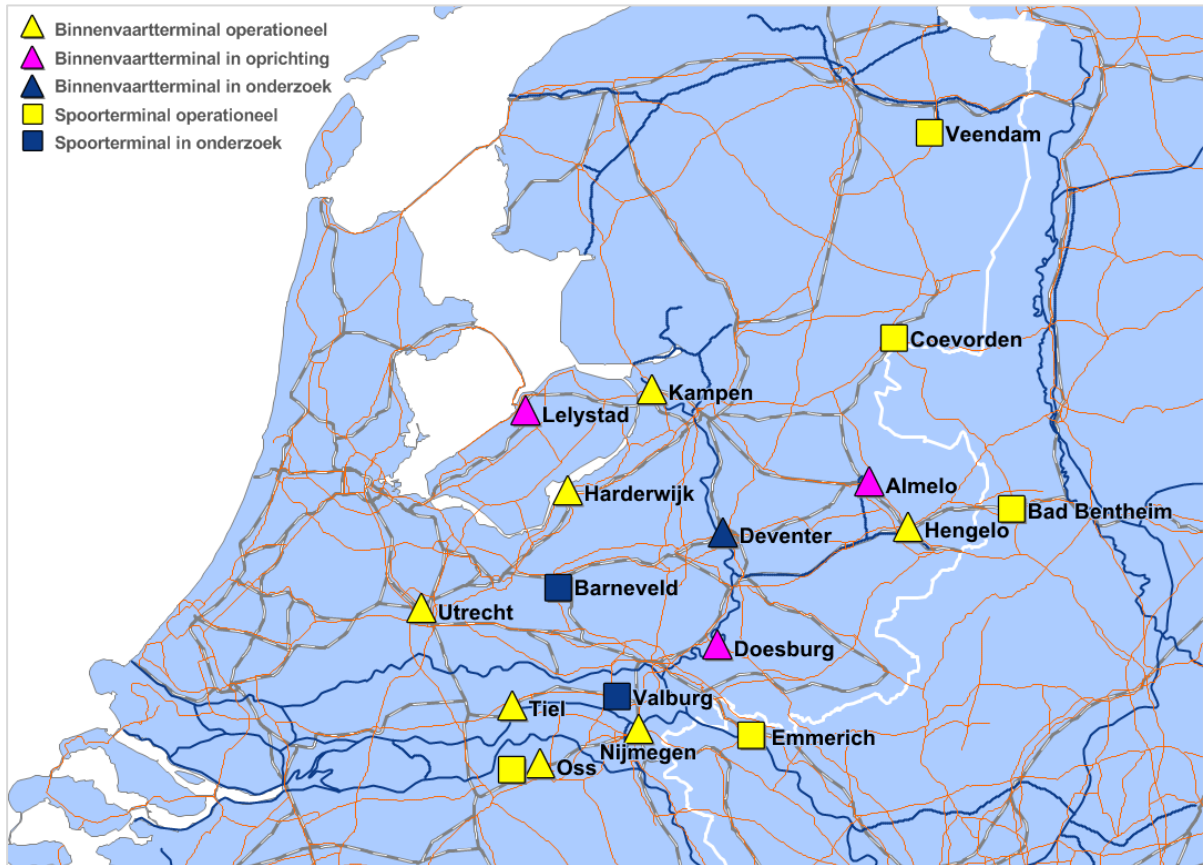 Binnenvaartterminal operationeel
Binnenvaartterminal in oprichting
Binnenvaartterminal in onderzoek
Spoorterminal operationeel
Spoorterminal in onderzoek
Veendam
Coevorden
Kampen
Lelystad
Almelo
Harderwijk
Bad Bentheim
Hengelo
Deventer
Barneveld
Utrecht
Doesburg
Valburg
Tiel
Emmerich
Nijmegen
Oss